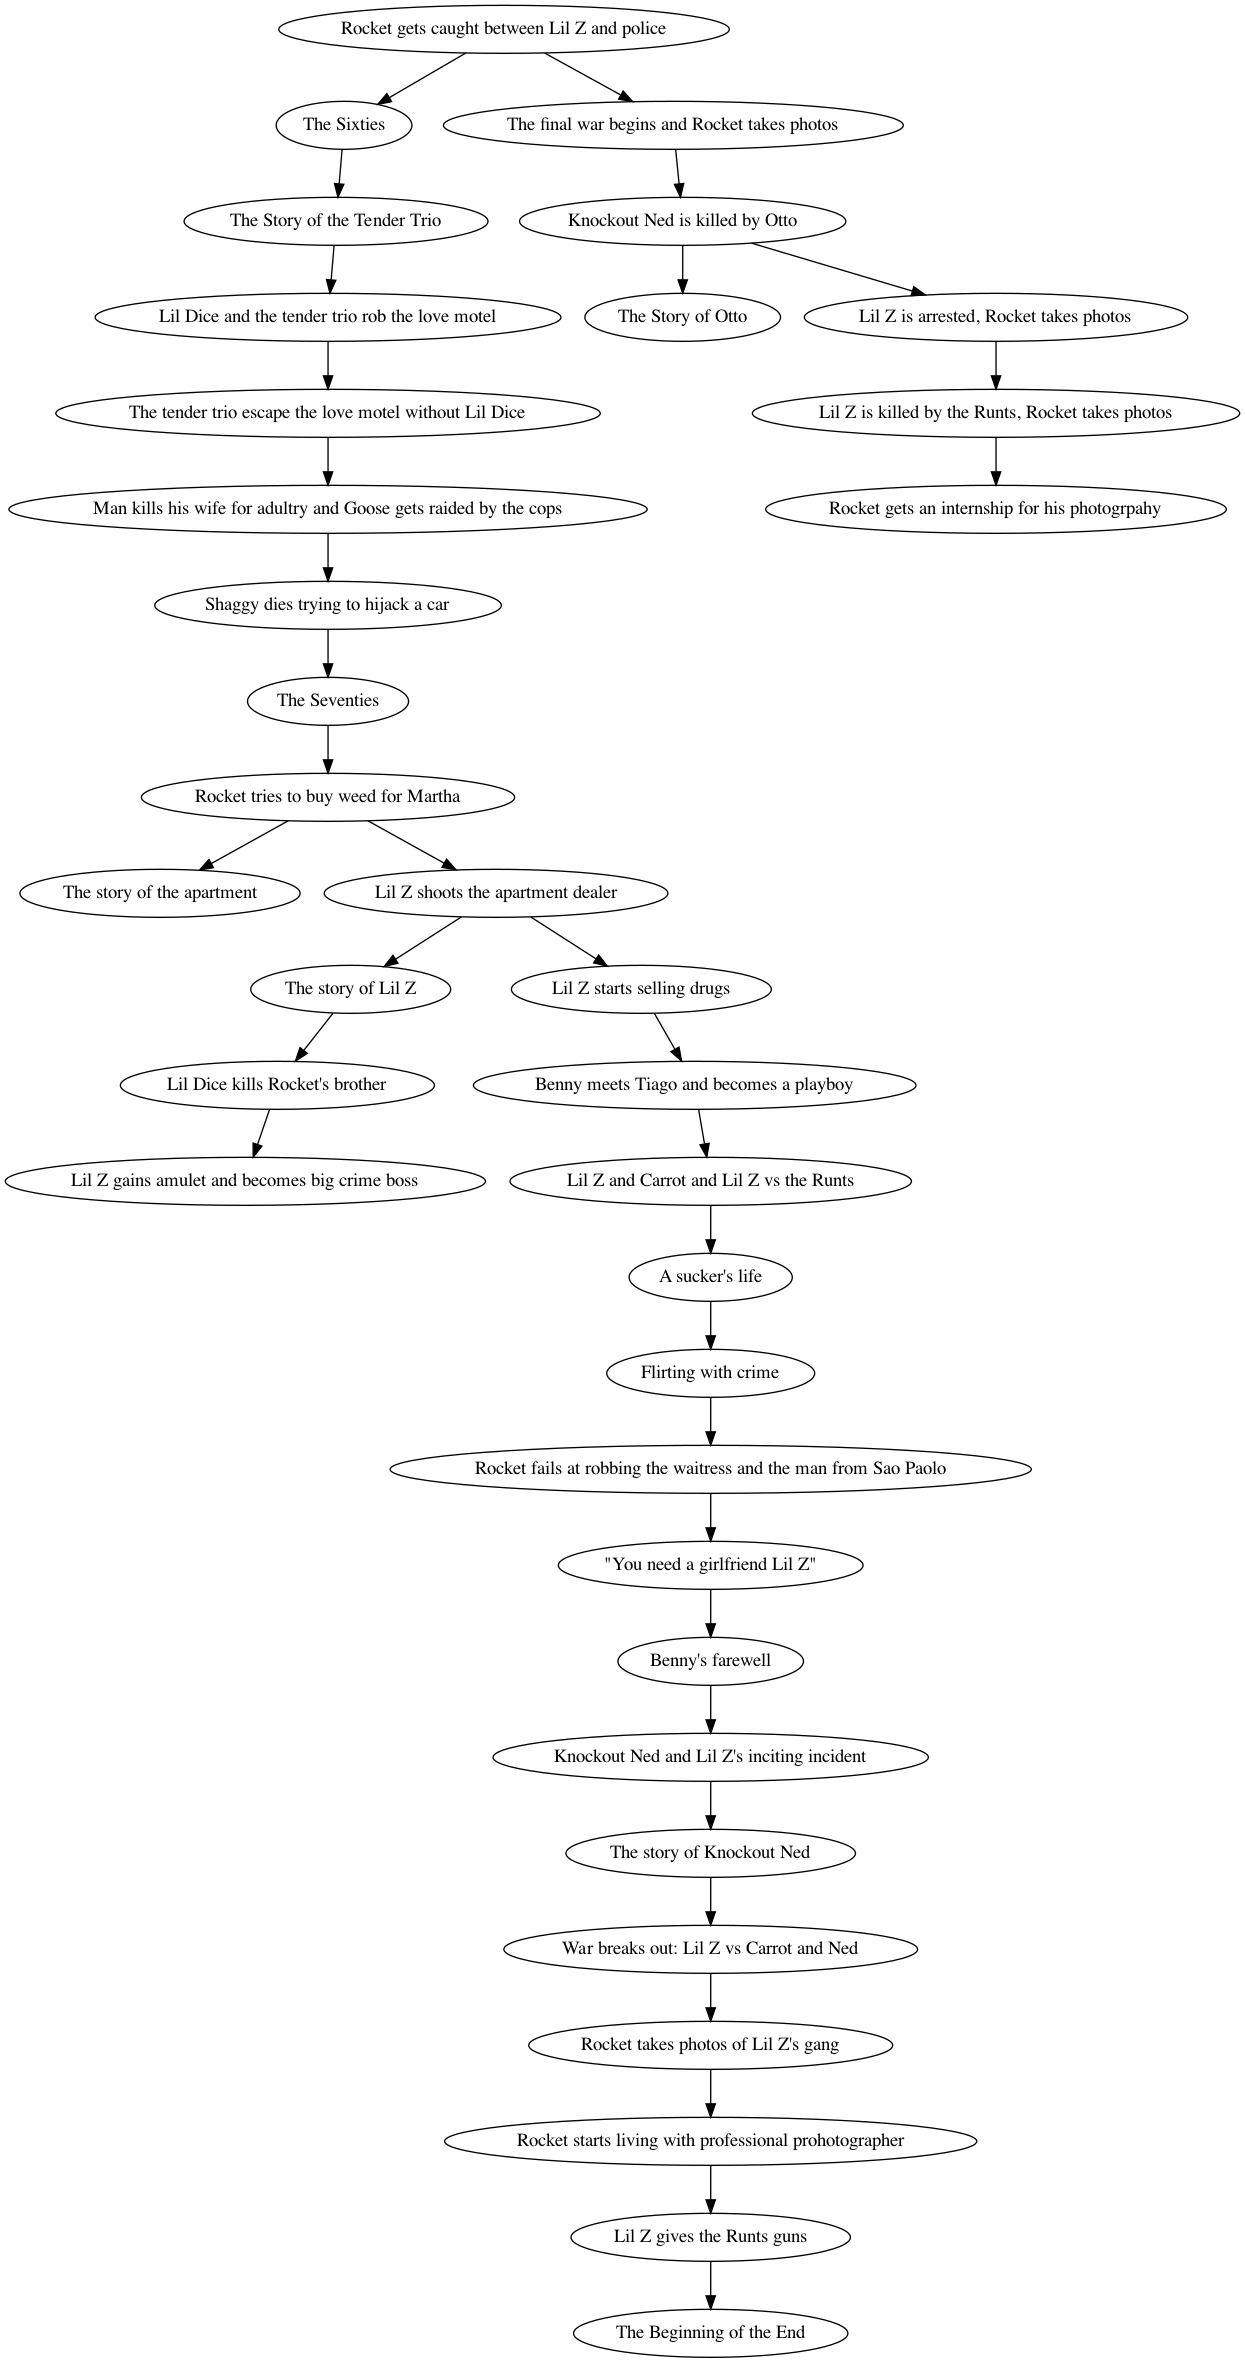 Rocket gets caught between Lil Z and police
The Sixties
The final war begins and Rocket takes photos
The Story of the Tender Trio
Knockout Ned is killed by Otto
Lil Dice and the tender trio rob the love motel
The Story of Otto
Lil Z is arrested, Rocket takes photos
The tender trio escape the love motel without Lil Dice
Lil Z is killed by the Runts, Rocket takes photos
Man kills his wife for adultry and Goose gets raided by the cops
Rocket gets an internship for his photogrpahy
Shaggy dies trying to hijack a car
The Seventies
Rocket tries to buy weed for Martha
The story of the apartment
Lil Z shoots the apartment dealer
The story of Lil Z
Lil Z starts selling drugs
Lil Dice kills Rocket's brother
Benny meets Tiago and becomes a playboy
Lil Z gains amulet and becomes big crime boss
Lil Z and Carrot and Lil Z vs the Runts
A sucker's life
Flirting with crime
Rocket fails at robbing the waitress and the man from Sao Paolo
"You need a girlfriend Lil Z"
Benny's farewell
Knockout Ned and Lil Z's inciting incident
The story of Knockout Ned
War breaks out: Lil Z vs Carrot and Ned
Rocket takes photos of Lil Z's gang
Rocket starts living with professional prohotographer
Lil Z gives the Runts guns
The Beginning of the End